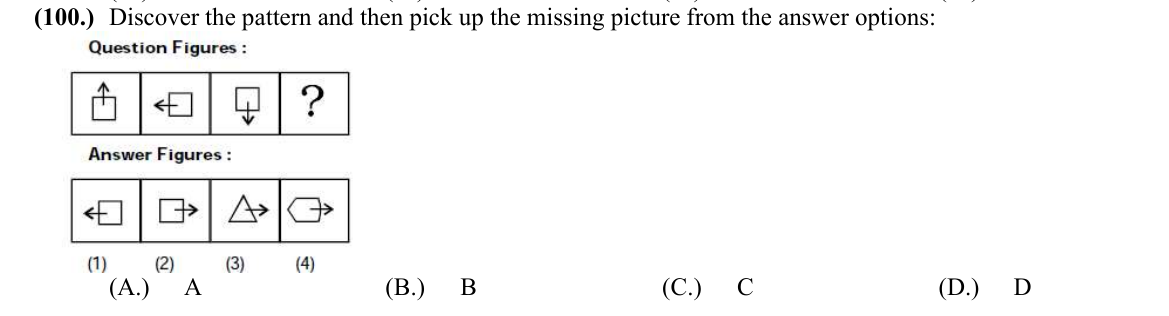 (100.) Discover the pattern and then pick up the missing picture from the answer options:
Question Figures :
?
Answer Figures :
(1) (2) (3) (4)
(A.) A (B.) B (C.) C (D.) D